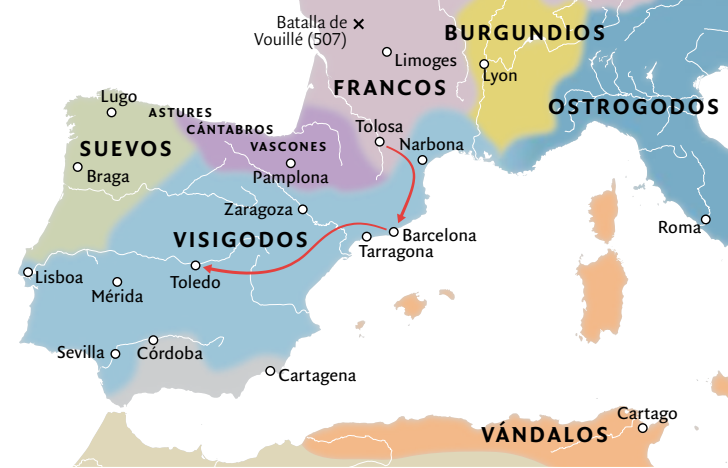 Batalla de
Vouillé (507)
BURGUNDIOS
Limoges
Lyon
FRANCOS
OSTROGODOS
Lugo
ASTURES
CÁNTABROS
VASCONES
Tolosa
Narbona
SUEVOS
Braga
Pamplona
Zaragoza
VISIGODOS
Barcelona
Tarragona
Roma
Lisboa
Toledo
Mérida
Sevilla
Córdoba
Cartagena
Cartago
VÁNDALOS